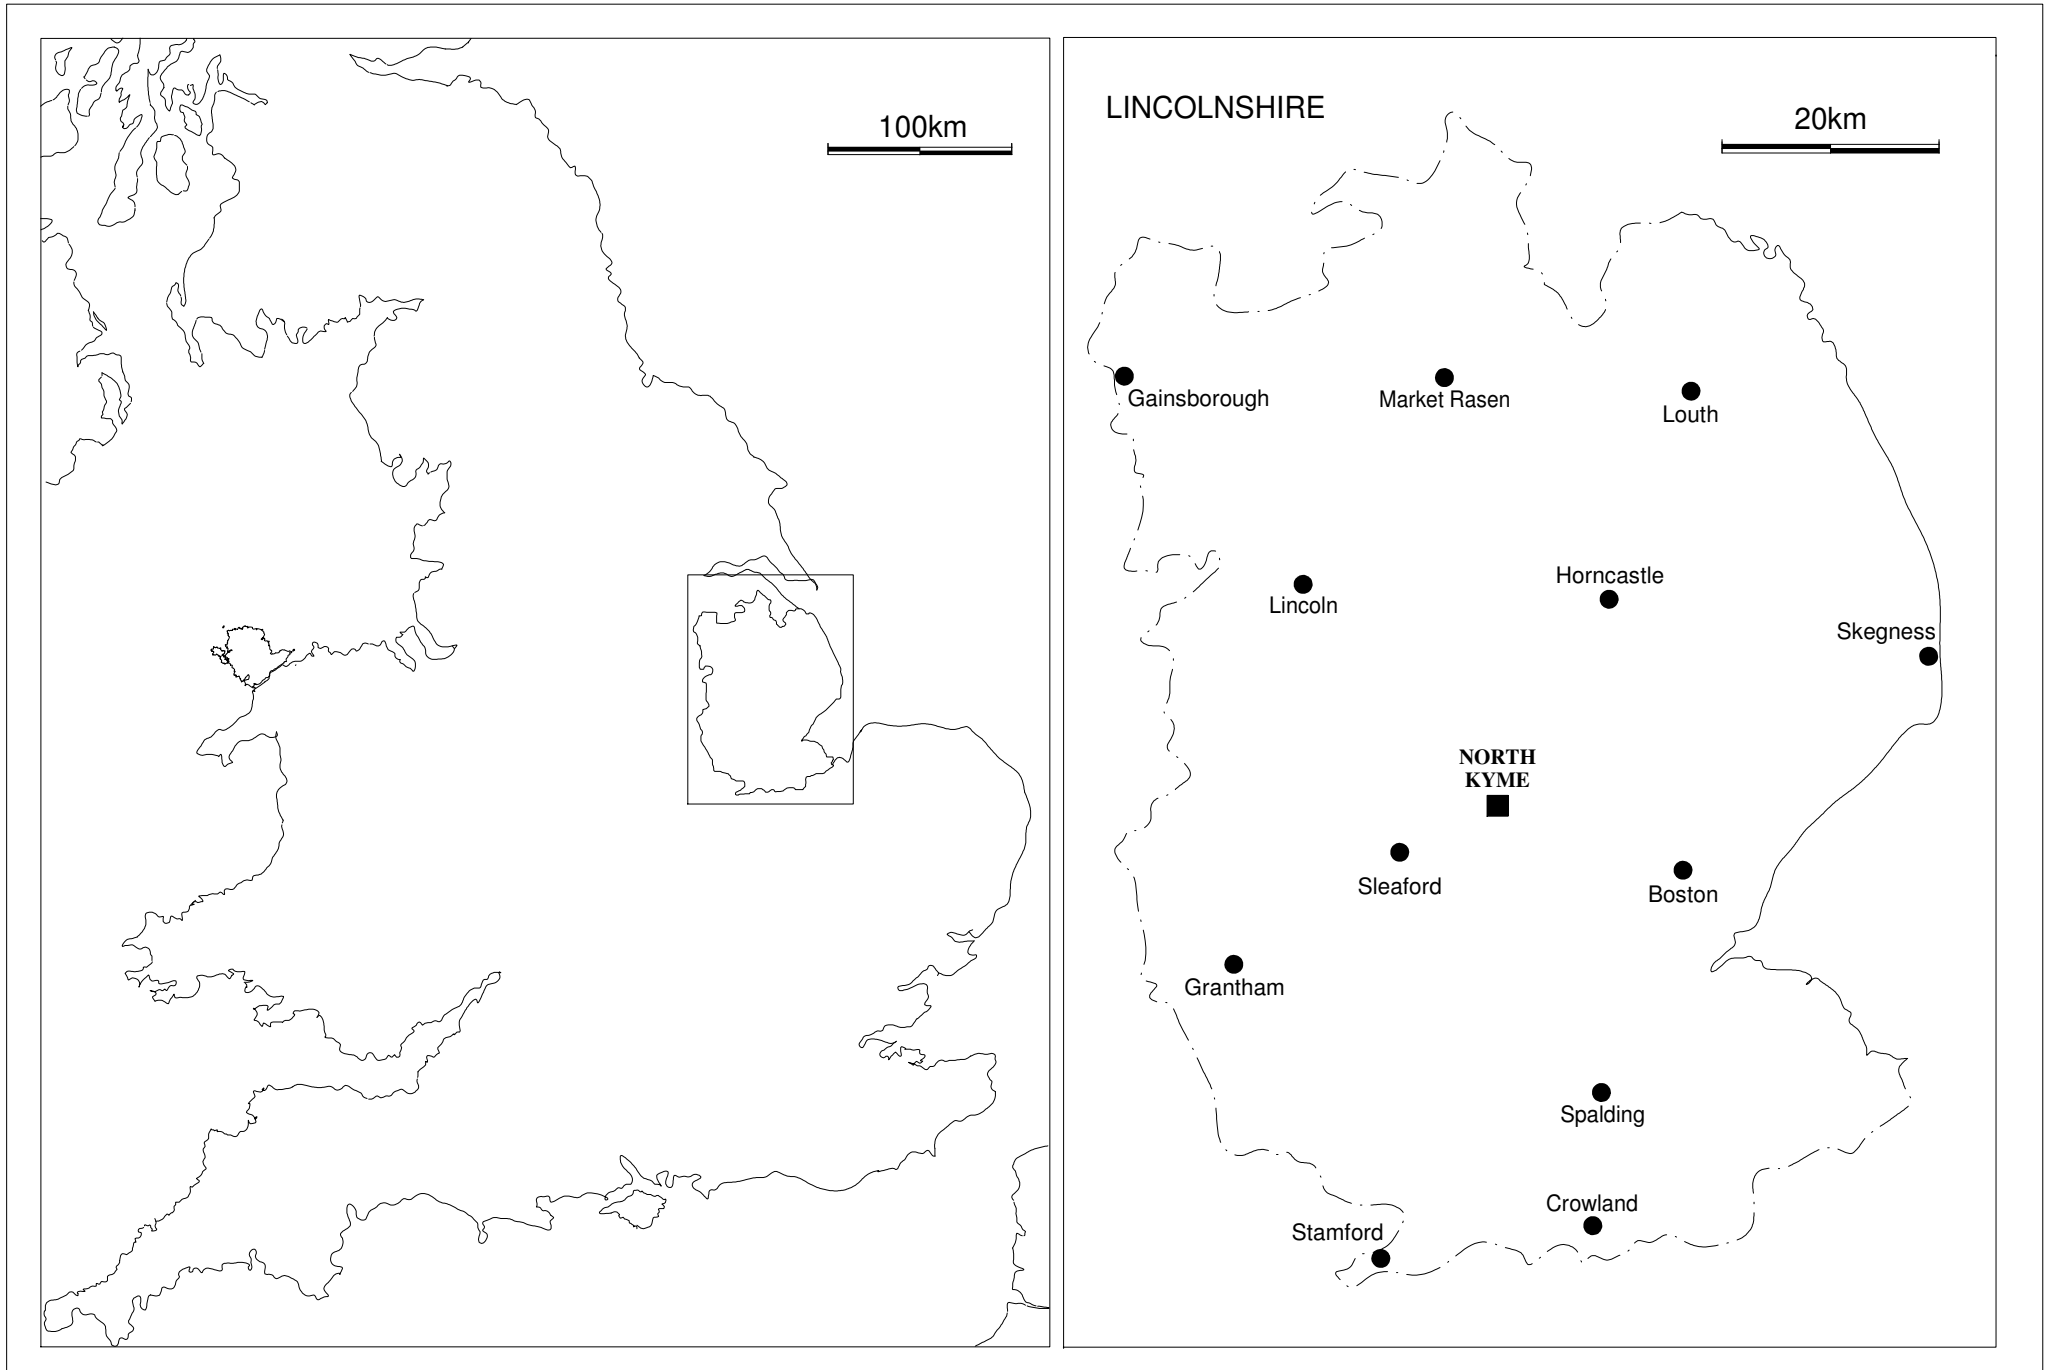 100km
LINCOLNSHIRE
20km
Gainsborough
Market Rasen
Louth
Lincoln
Horncastle
Skegness
NORTH
KYME
Sleaford
Boston
Grantham
Spalding
Crowland
Stamford